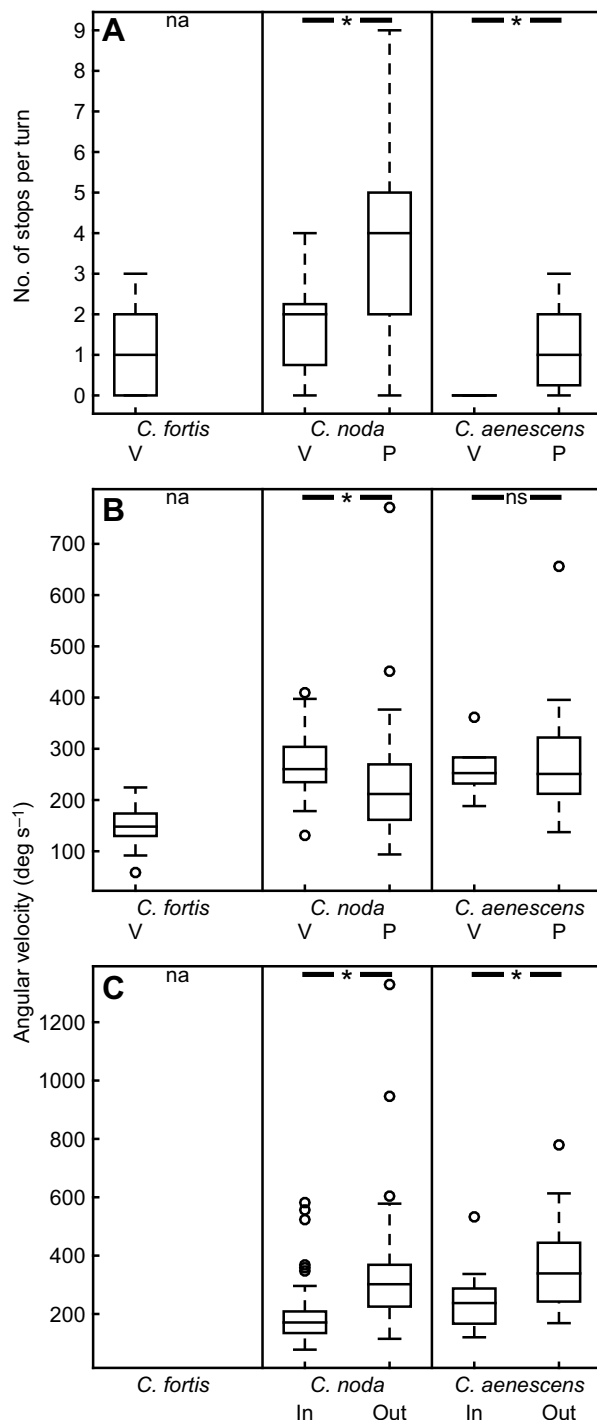 A na * *
9
8
7
6
5
4
3
2
1
0
No. of stops per turn
C. fortis C. noda C. aenescens
V V P V P
B na * ns
700
600
500
400
300
200
100
C. fortis C. noda C. aenescens
V V P V P
Angular velocity (deg s−1)
C na * *
1200
1000
800
600
400
200
C. fortis C. noda C. aenescens
In Out In Out